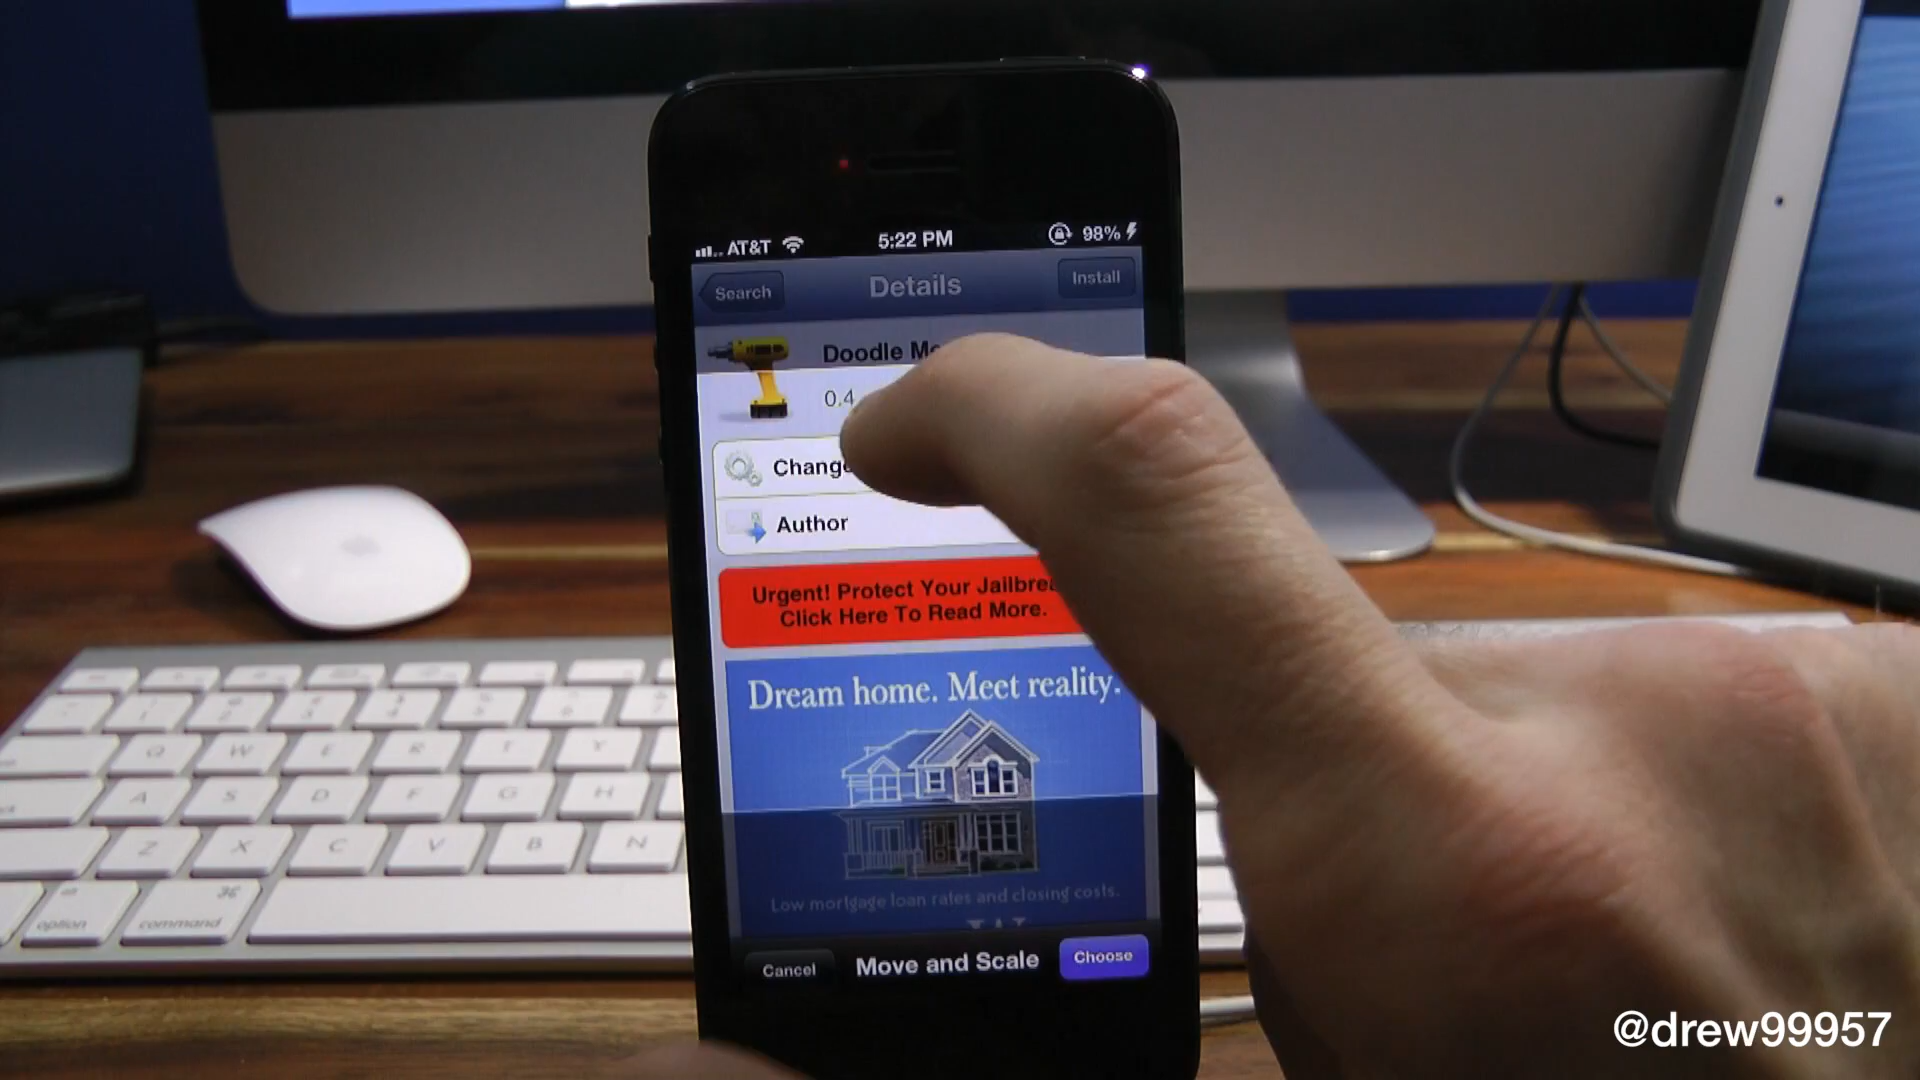 AT&T 5:22 PM 98%
Search Details Install
Doodle
0.4
Change
Author
Urgent! Protect Your
Click Here To Read More.
Dream home. Meet reality.
Low mortgage loan rates and closing costs.
Cancel Move and Scale Choose
Q W E R T Y
A S D F G H
Z X C V B N
option command
@drew99957